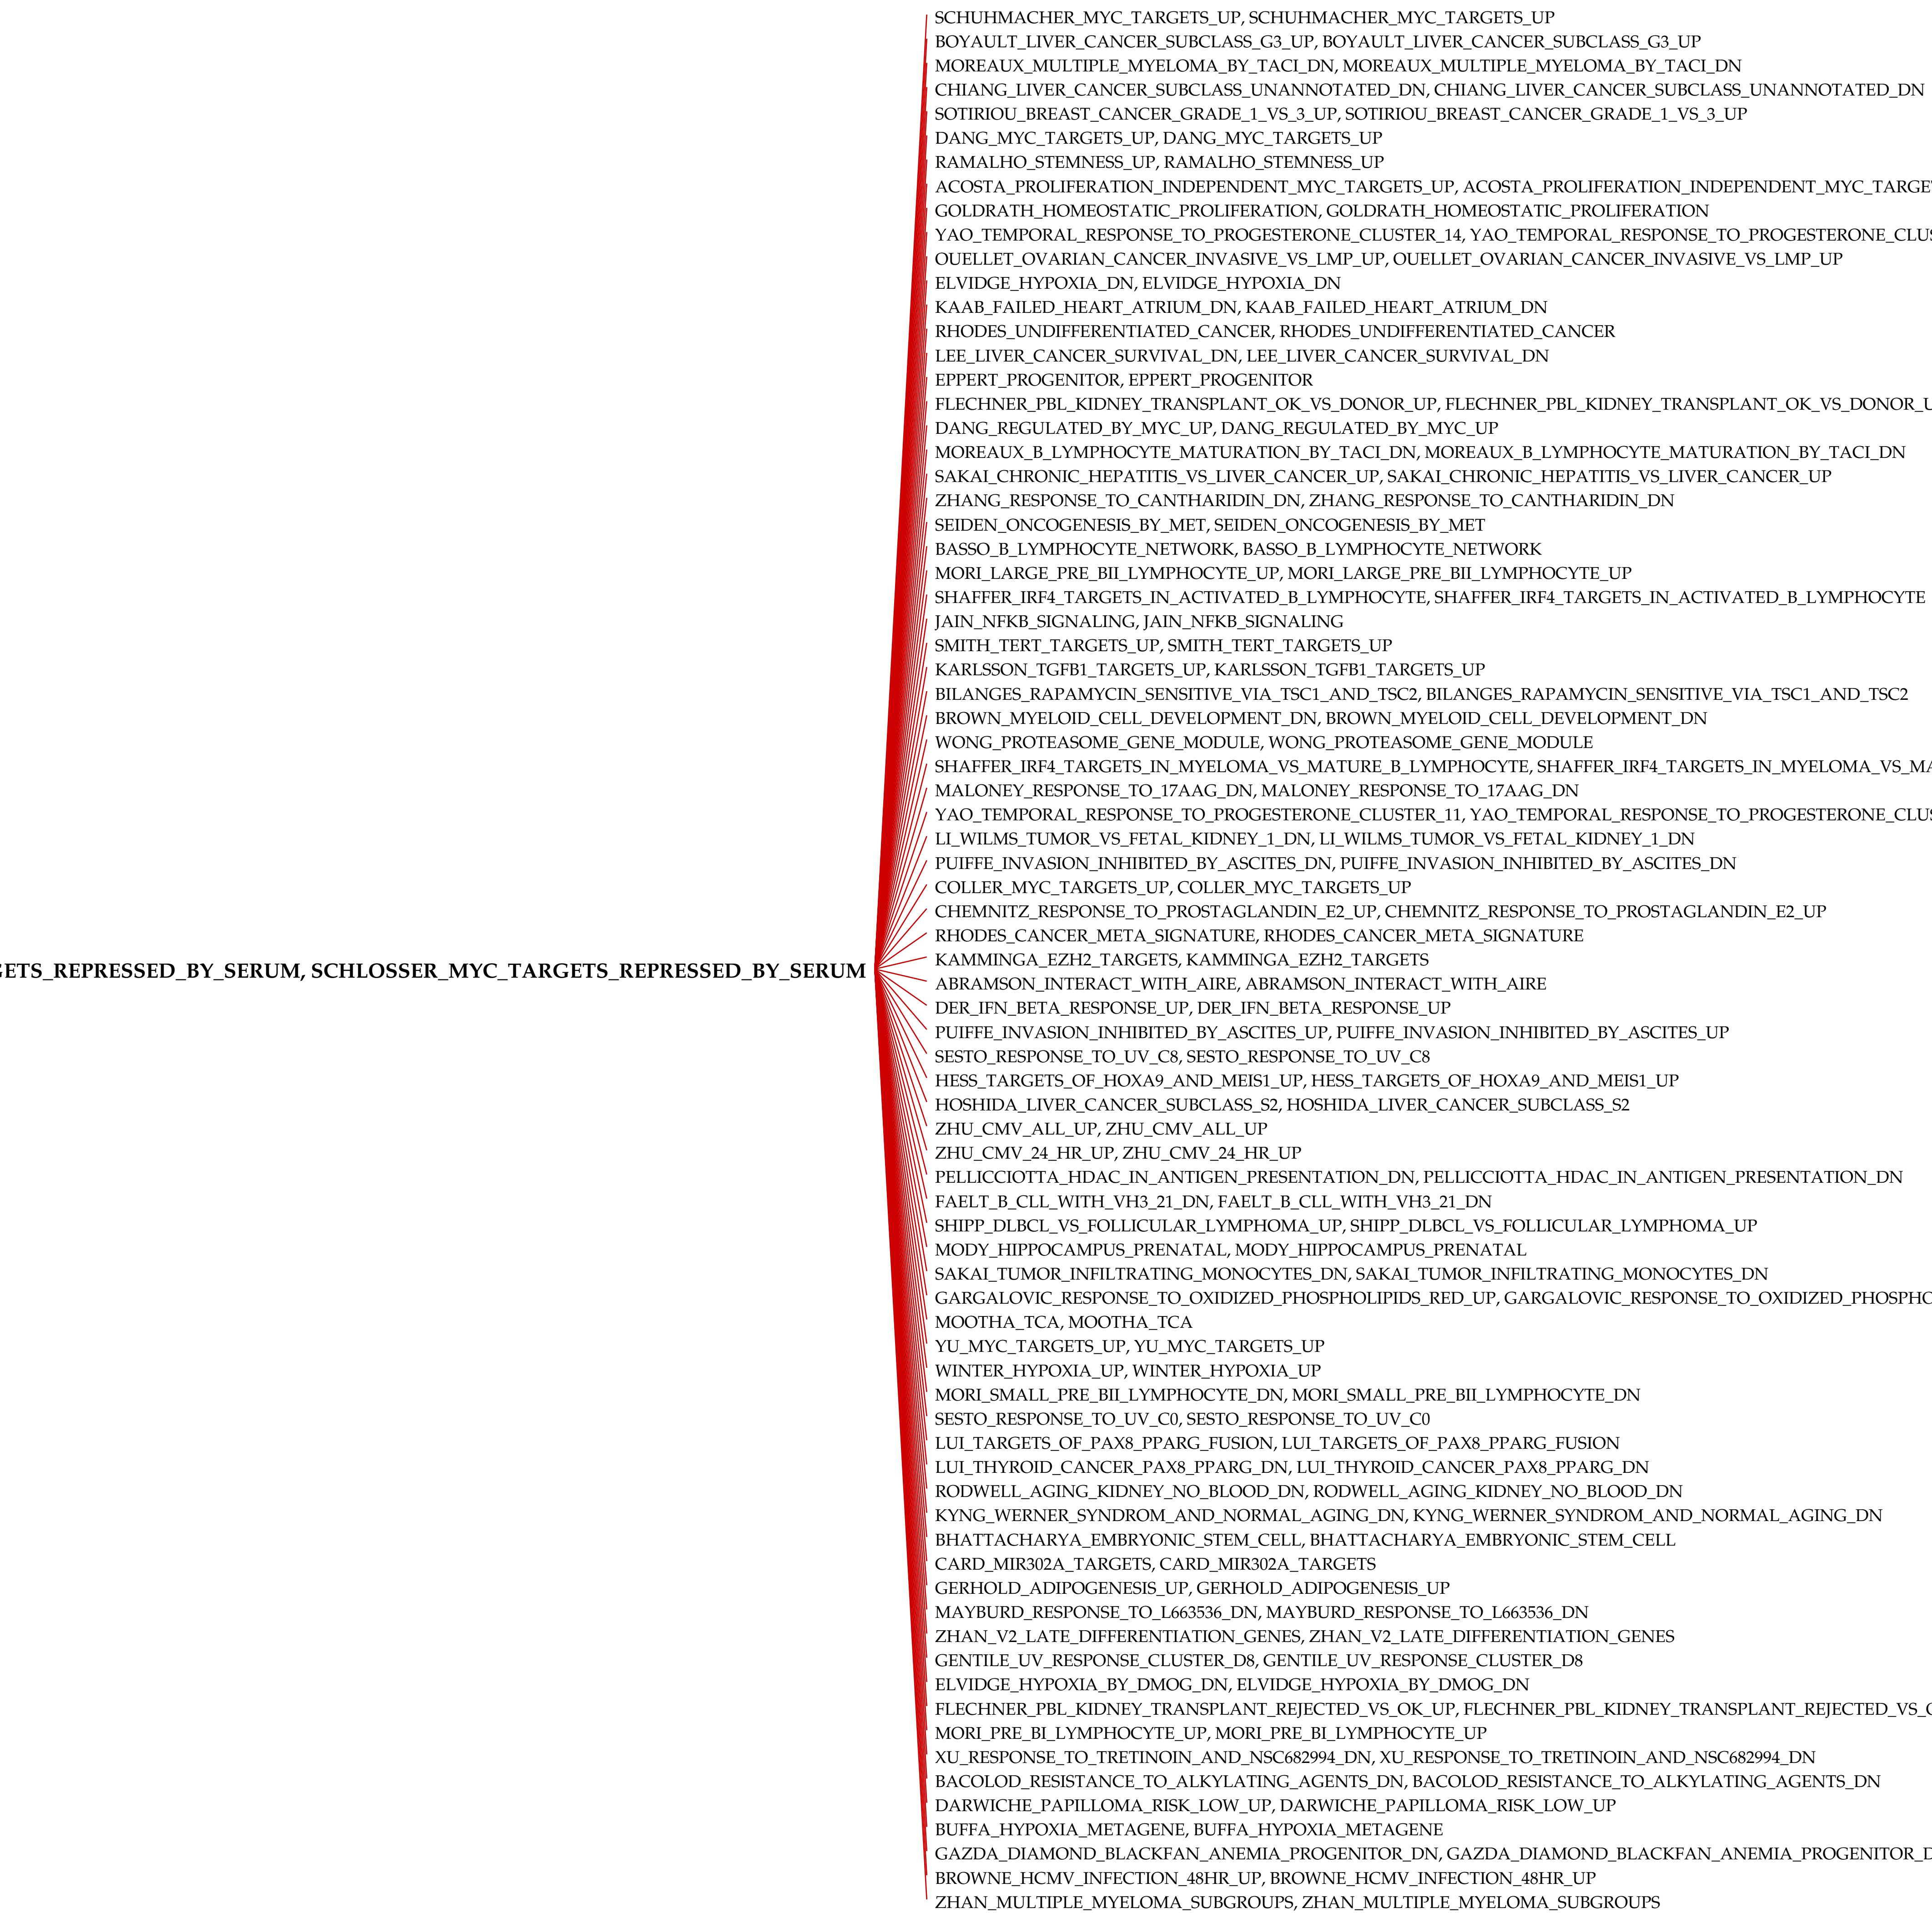 GETS_REPRESSED_BY_SERUM, SCHLOSSER_MYC_TARGETS_REPRESSED_BY_SERUM
SCHUHMACHER_MYC_TARGETS_UP, SCHUHMACHER_MYC_TARGETS_UP
BOYAULT_LIVER_CANCER_SUBCLASS_G3_UP, BOYAULT_LIVER_CANCER_SUBCLASS_G3_UP
MOREAUX_MULTIPLE_MYELOMA_BY_TACI_DN, MOREAUX_MULTIPLE_MYELOMA_BY_TACI_DN
CHIANG_LIVER_CANCER_SUBCLASS_UNANNOTATED_DN, CHIANG_LIVER_CANCER_SUBCLASS_UNANNOTATED_DN
SOTIRIOU_BREAST_CANCER_GRADE_1_VS_3_UP, SOTIRIOU_BREAST_CANCER_GRADE_1_VS_3_UP
DANG_MYC_TARGETS_UP, DANG_MYC_TARGETS_UP
RAMALHO_STEMNESS_UP, RAMALHO_STEMNESS_UP
ACOSTA_PROLIFERATION_INDEPENDENT_MYC_TARGETS_UP, ACOSTA_PROLIFERATION_INDEPENDENT_MYC_TARGE
GOLDRATH_HOMEOSTATIC_PROLIFERATION, GOLDRATH_HOMEOSTATIC_PROLIFERATION
YAO_TEMPORAL_RESPONSE_TO_PROGESTERONE_CLUSTER_14, YAO_TEMPORAL_RESPONSE_TO_PROGESTERONE_CLUS
OUELLET_OVARIAN_CANCER_INVASIVE_VS_LMP_UP, OUELLET_OVARIAN_CANCER_INVASIVE_VS_LMP_UP
ELVIDGE_HYPOXIA_DN, ELVIDGE_HYPOXIA_DN
KAAB_FAILED_HEART_ATRIUM_DN, KAAB_FAILED_HEART_ATRIUM_DN
RHODES_UNDIFFERENTIATED_CANCER, RHODES_UNDIFFERENTIATED_CANCER
LEE_LIVER_CANCER_SURVIVAL_DN, LEE_LIVER_CANCER_SURVIVAL_DN
EPPERT_PROGENITOR, EPPERT_PROGENITOR
FLECHNER_PBL_KIDNEY_TRANSPLANT_OK_VS_DONOR_UP, FLECHNER_PBL_KIDNEY_TRANSPLANT_OK_VS_DONOR_U
DANG_REGULATED_BY_MYC_UP, DANG_REGULATED_BY_MYC_UP
MOREAUX_B_LYMPHOCYTE_MATURATION_BY_TACI_DN, MOREAUX_B_LYMPHOCYTE_MATURATION_BY_TACI_DN
SAKAI_CHRONIC_HEPATITIS_VS_LIVER_CANCER_UP, SAKAI_CHRONIC_HEPATITIS_VS_LIVER_CANCER_UP
ZHANG_RESPONSE_TO_CANTHARIDIN_DN, ZHANG_RESPONSE_TO_CANTHARIDIN_DN
SEIDEN_ONCOGENESIS_BY_MET, SEIDEN_ONCOGENESIS_BY_MET
BASSO_B_LYMPHOCYTE_NETWORK, BASSO_B_LYMPHOCYTE_NETWORK
MORI_LARGE_PRE_BII_LYMPHOCYTE_UP, MORI_LARGE_PRE_BII_LYMPHOCYTE_UP
SHAFFER_IRF4_TARGETS_IN_ACTIVATED_B_LYMPHOCYTE, SHAFFER_IRF4_TARGETS_IN_ACTIVATED_B_LYMPHOCYTE
JAIN_NFKB_SIGNALING, JAIN_NFKB_SIGNALING
SMITH_TERT_TARGETS_UP, SMITH_TERT_TARGETS_UP
KARLSSON_TGFB1_TARGETS_UP, KARLSSON_TGFB1_TARGETS_UP
BILANGES_RAPAMYCIN_SENSITIVE_VIA_TSC1_AND_TSC2, BILANGES_RAPAMYCIN_SENSITIVE_VIA_TSC1_AND_TSC2
BROWN_MYELOID_CELL_DEVELOPMENT_DN, BROWN_MYELOID_CELL_DEVELOPMENT_DN
WONG_PROTEASOME_GENE_MODULE, WONG_PROTEASOME_GENE_MODULE
SHAFFER_IRF4_TARGETS_IN_MYELOMA_VS_MATURE_B_LYMPHOCYTE, SHAFFER_IRF4_TARGETS_IN_MYELOMA_VS_MA
MALONEY_RESPONSE_TO_17AAG_DN, MALONEY_RESPONSE_TO_17AAG_DN
YAO_TEMPORAL_RESPONSE_TO_PROGESTERONE_CLUSTER_11, YAO_TEMPORAL_RESPONSE_TO_PROGESTERONE_CLUS
LI_WILMS_TUMOR_VS_FETAL_KIDNEY_1_DN, LI_WILMS_TUMOR_VS_FETAL_KIDNEY_1_DN
PUIFFE_INVASION_INHIBITED_BY_ASCITES_DN, PUIFFE_INVASION_INHIBITED_BY_ASCITES_DN
COLLER_MYC_TARGETS_UP, COLLER_MYC_TARGETS_UP
CHEMNITZ_RESPONSE_TO_PROSTAGLANDIN_E2_UP, CHEMNITZ_RESPONSE_TO_PROSTAGLANDIN_E2_UP
RHODES_CANCER_META_SIGNATURE, RHODES_CANCER_META_SIGNATURE
KAMMINGA_EZH2_TARGETS, KAMMINGA_EZH2_TARGETS
ABRAMSON_INTERACT_WITH_AIRE, ABRAMSON_INTERACT_WITH_AIRE
DER_IFN_BETA_RESPONSE_UP, DER_IFN_BETA_RESPONSE_UP
PUIFFE_INVASION_INHIBITED_BY_ASCITES_UP, PUIFFE_INVASION_INHIBITED_BY_ASCITES_UP
SESTO_RESPONSE_TO_UV_C8, SESTO_RESPONSE_TO_UV_C8
HESS_TARGETS_OF_HOXA9_AND_MEIS1_UP, HESS_TARGETS_OF_HOXA9_AND_MEIS1_UP
HOSHIDA_LIVER_CANCER_SUBCLASS_S2, HOSHIDA_LIVER_CANCER_SUBCLASS_S2
ZHU_CMV_ALL_UP, ZHU_CMV_ALL_UP
ZHU_CMV_24_HR_UP, ZHU_CMV_24_HR_UP
PELLICCIOTTA_HDAC_IN_ANTIGEN_PRESENTATION_DN, PELLICCIOTTA_HDAC_IN_ANTIGEN_PRESENTATION_DN
FAELT_B_CLL_WITH_VH3_21_DN, FAELT_B_CLL_WITH_VH3_21_DN
SHIPP_DLBCL_VS_FOLLICULAR_LYMPHOMA_UP, SHIPP_DLBCL_VS_FOLLICULAR_LYMPHOMA_UP
MODY_HIPPOCAMPUS_PRENATAL, MODY_HIPPOCAMPUS_PRENATAL
SAKAI_TUMOR_INFILTRATING_MONOCYTES_DN, SAKAI_TUMOR_INFILTRATING_MONOCYTES_DN
GARGALOVIC_RESPONSE_TO_OXIDIZED_PHOSPHOLIPIDS_RED_UP, GARGALOVIC_RESPONSE_TO_OXIDIZED_PHOSPHO
MOOTHA_TCA, MOOTHA_TCA
YU_MYC_TARGETS_UP, YU_MYC_TARGETS_UP
WINTER_HYPOXIA_UP, WINTER_HYPOXIA_UP
MORI_SMALL_PRE_BII_LYMPHOCYTE_DN, MORI_SMALL_PRE_BII_LYMPHOCYTE_DN
SESTO_RESPONSE_TO_UV_C0, SESTO_RESPONSE_TO_UV_C0
LUI_TARGETS_OF_PAX8_PPARG_FUSION, LUI_TARGETS_OF_PAX8_PPARG_FUSION
LUI_THYROID_CANCER_PAX8_PPARG_DN, LUI_THYROID_CANCER_PAX8_PPARG_DN
RODWELL_AGING_KIDNEY_NO_BLOOD_DN, RODWELL_AGING_KIDNEY_NO_BLOOD_DN
KYNG_WERNER_SYNDROM_AND_NORMAL_AGING_DN, KYNG_WERNER_SYNDROM_AND_NORMAL_AGING_DN
BHATTACHARYA_EMBRYONIC_STEM_CELL, BHATTACHARYA_EMBRYONIC_STEM_CELL
CARD_MIR302A_TARGETS, CARD_MIR302A_TARGETS
GERHOLD_ADIPOGENESIS_UP, GERHOLD_ADIPOGENESIS_UP
MAYBURD_RESPONSE_TO_L663536_DN, MAYBURD_RESPONSE_TO_L663536_DN
ZHAN_V2_LATE_DIFFERENTIATION_GENES, ZHAN_V2_LATE_DIFFERENTIATION_GENES
GENTILE_UV_RESPONSE_CLUSTER_D8, GENTILE_UV_RESPONSE_CLUSTER_D8
ELVIDGE_HYPOXIA_BY_DMOG_DN, ELVIDGE_HYPOXIA_BY_DMOG_DN
FLECHNER_PBL_KIDNEY_TRANSPLANT_REJECTED_VS_OK_UP, FLECHNER_PBL_KIDNEY_TRANSPLANT_REJECTED_VS_O
MORI_PRE_BI_LYMPHOCYTE_UP, MORI_PRE_BI_LYMPHOCYTE_UP
XU_RESPONSE_TO_TRETINOIN_AND_NSC682994_DN, XU_RESPONSE_TO_TRETINOIN_AND_NSC682994_DN
BACOLOD_RESISTANCE_TO_ALKYLATING_AGENTS_DN, BACOLOD_RESISTANCE_TO_ALKYLATING_AGENTS_DN
DARWICHE_PAPILLOMA_RISK_LOW_UP, DARWICHE_PAPILLOMA_RISK_LOW_UP
BUFFA_HYPOXIA_METAGENE, BUFFA_HYPOXIA_METAGENE
GAZDA_DIAMOND_BLACKFAN_ANEMIA_PROGENITOR_DN, GAZDA_DIAMOND_BLACKFAN_ANEMIA_PROGENITOR_D
BROWNE_HCMV_INFECTION_48HR_UP, BROWNE_HCMV_INFECTION_48HR_UP
ZHAN_MULTIPLE_MYELOMA_SUBGROUPS, ZHAN_MULTIPLE_MYELOMA_SUBGROUPS